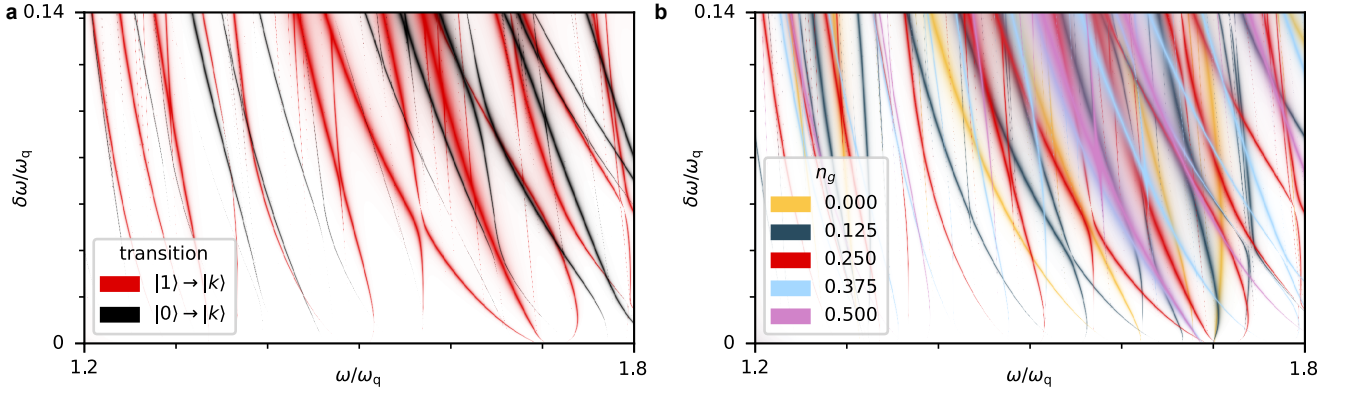 a
0.14
δω/ω_q
transition
|1⟩→|k⟩
|0⟩→|k⟩
0
1.2
ω/ω_q
1.8
b
0.14
δω/ω_q
n_g
0.000
0.125
0.250
0.375
0.500
0
1.2
ω/ω_q
1.8